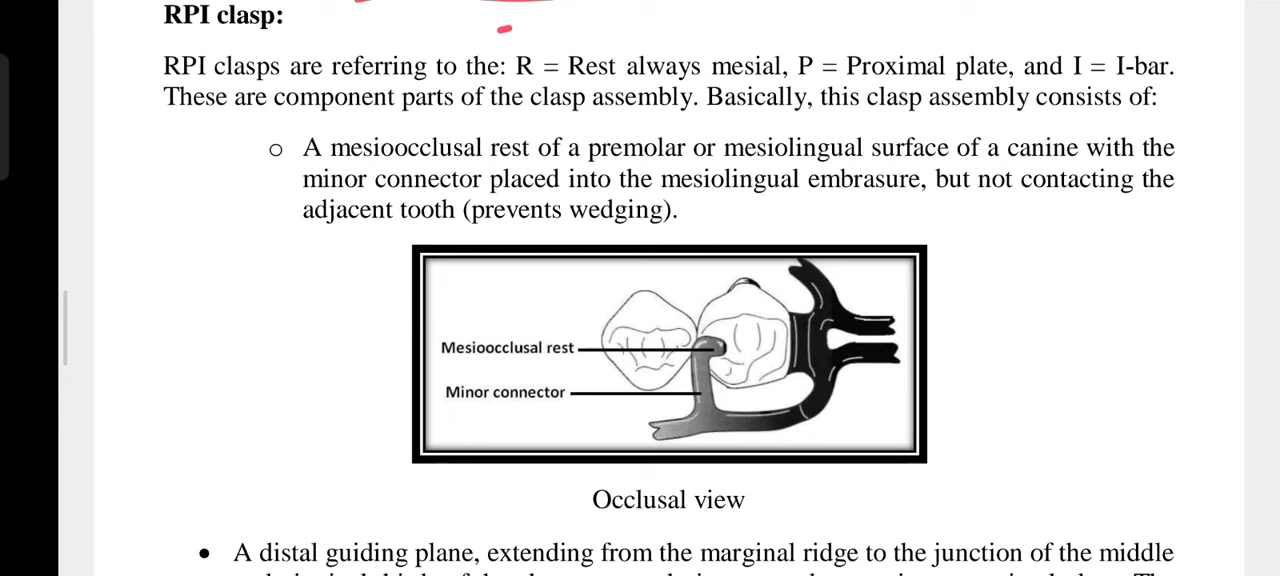 RPI clasp:
RPI clasps are referring to the: R = Rest always mesial, P = Proximal plate, and I = I-bar.
These are component parts of the clasp assembly. Basically, this clasp assembly consists of:
o A mesioocclusal rest of a premolar or mesiolingual surface of a canine with the
minor connector placed into the mesiolingual embrasure, but not contacting the
adjacent tooth (prevents wedging).
Mesioocclusal rest
Minor connector
Occlusal view
• A distal guiding plane, extending from the marginal ridge to the junction of the middle